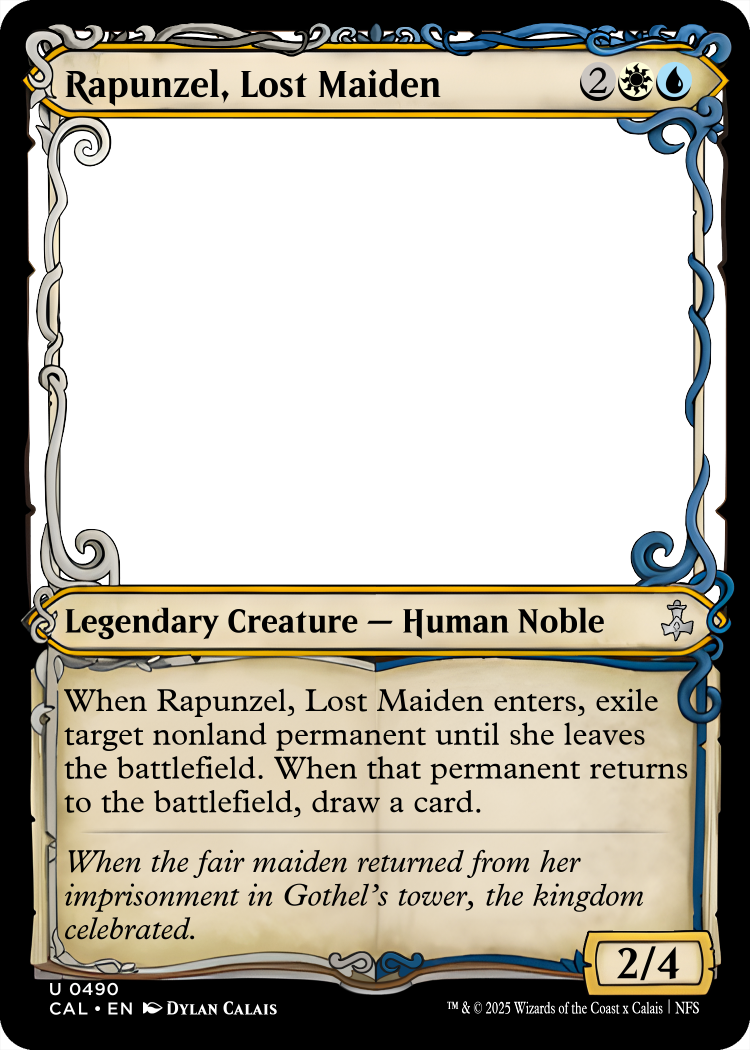 Rapunzel, Lost Maiden 2
Legendary Creature — Human Noble
When Rapunzel, Lost Maiden enters, exile
target nonland permanent until she leaves
the battlefield. When that permanent returns
to the battlefield, draw a card.
When the fair maiden returned from her
imprisonment in Gothel's tower, the kingdom
celebrated.
2/4
U 0490
CAL • EN DYLAN CALAIS
™ & © 2025 Wizards of the Coast x Calais | NFS